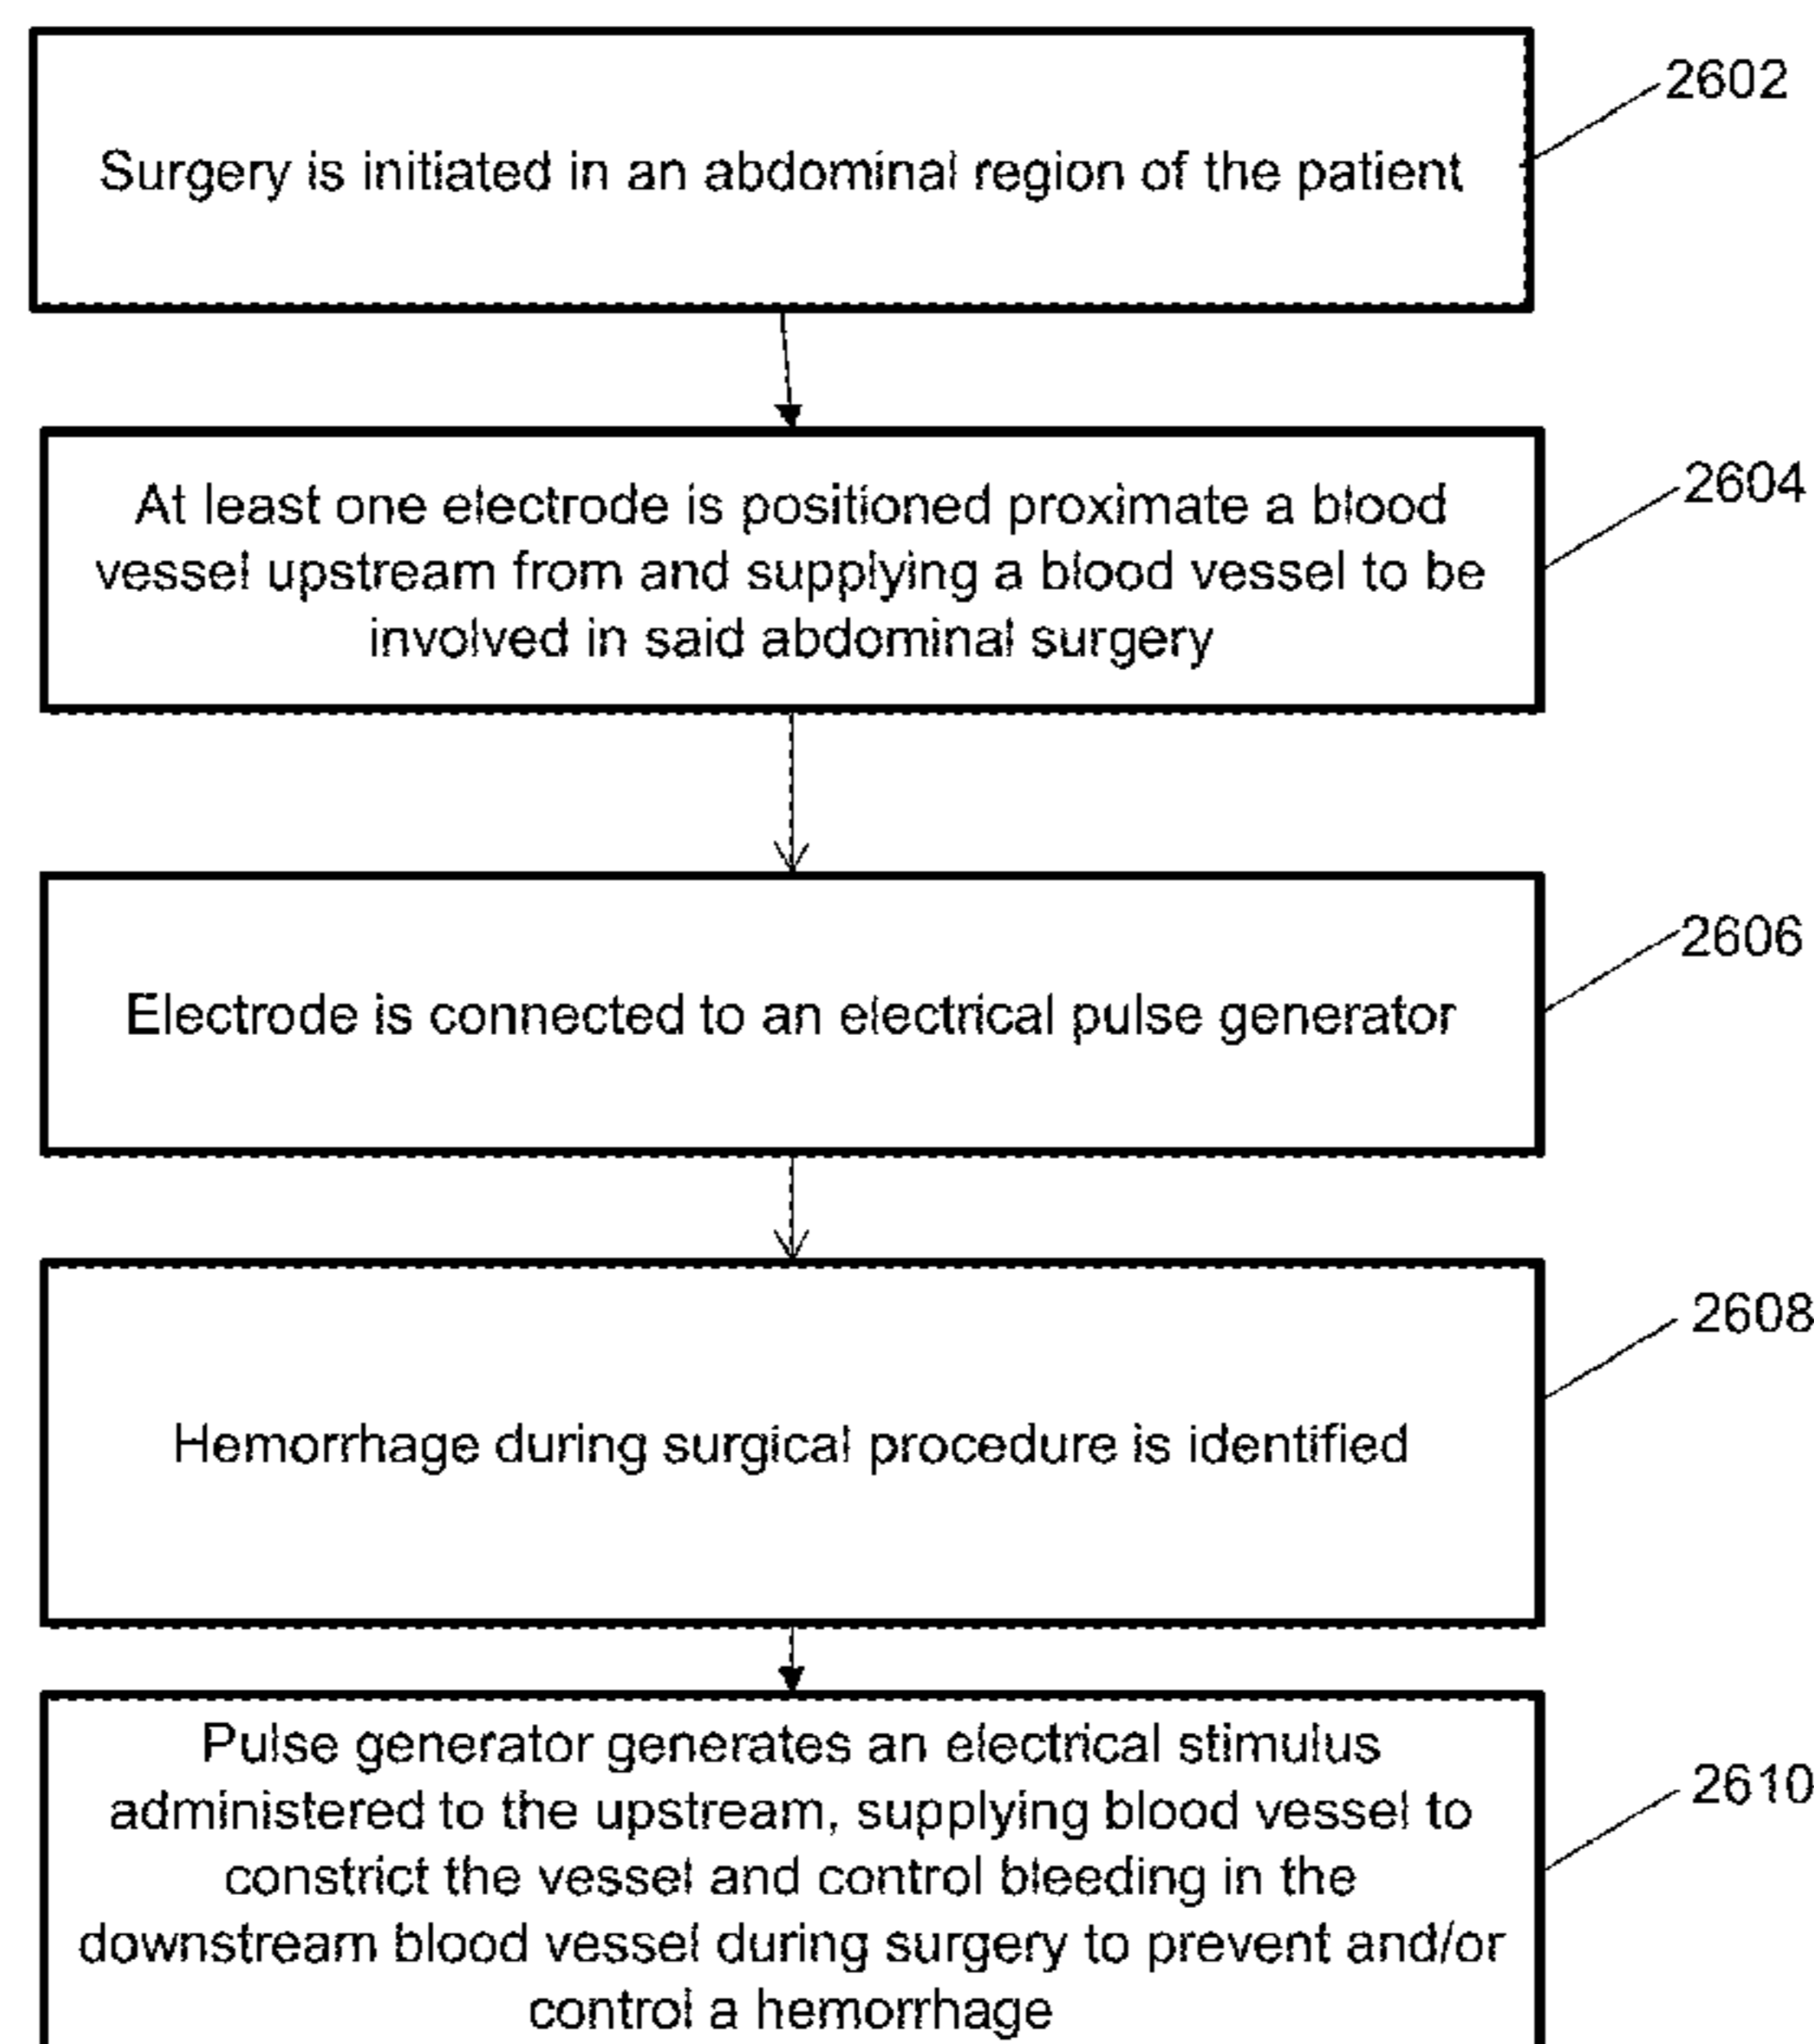 2602
Surgery is initiated in an abdominal region of the patient
2604
At least one electrode is positioned proximate a blood
vessel upstream from and supplying a blood vessel to be
involved in said abdominal surgery
2606
Electrode is connected to an electrical pulse generator
2608
Hemorrhage during surgical procedure is identified
2610
Pulse generator generates an electrical stimulus
administered to the upstream, supplying blood vessel to
constrict the vessel and control bleeding in the
downstream blood vessel during surgery to prevent and/or
control a hemorrhage